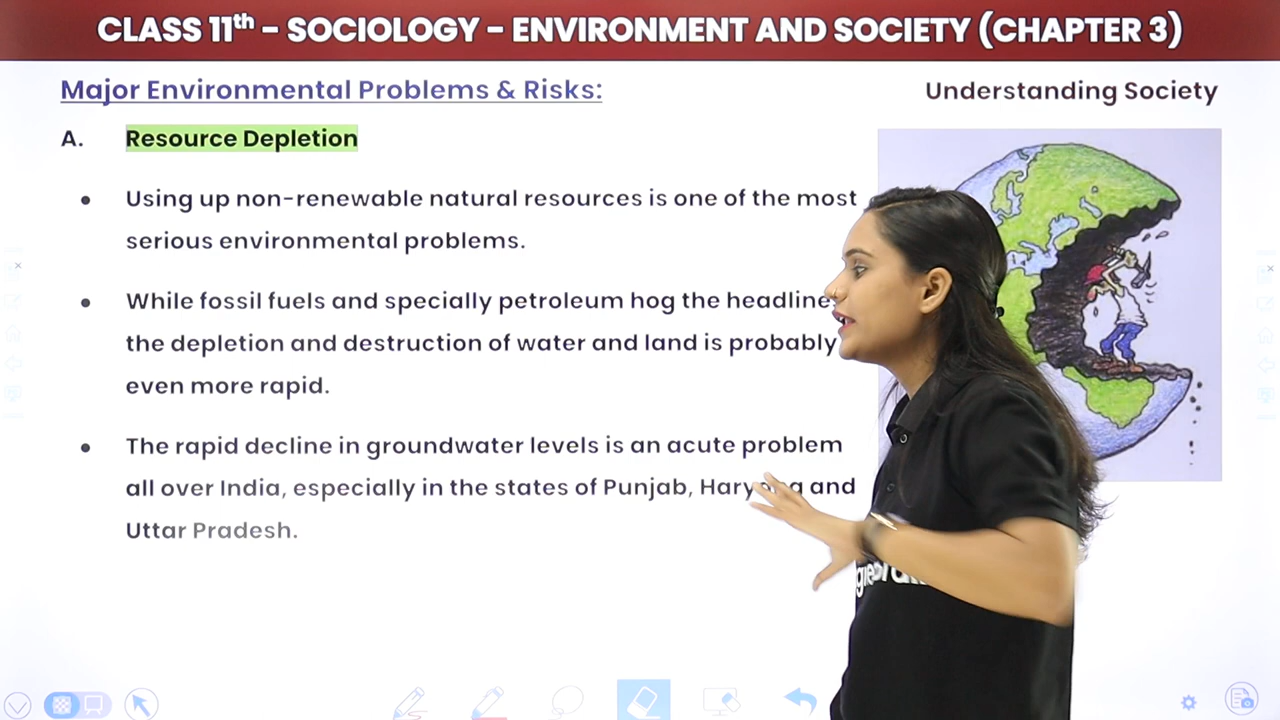 CLASS 11th - SOCIOLOGY - ENVIRONMENT AND SOCIETY (CHAPTER 3)
Major Environmental Problems & Risks:
Understanding Society
A. Resource Depletion
• Using up non-renewable natural resources is one of the most
serious environmental problems.
• While fossil fuels and specially petroleum hog the
the depletion and destruction of water and land is probably
even more rapid.
• The rapid decline in groundwater levels is an acute problem
all over India, especially in the states of Punjab, Haryana and
Uttar Pradesh.